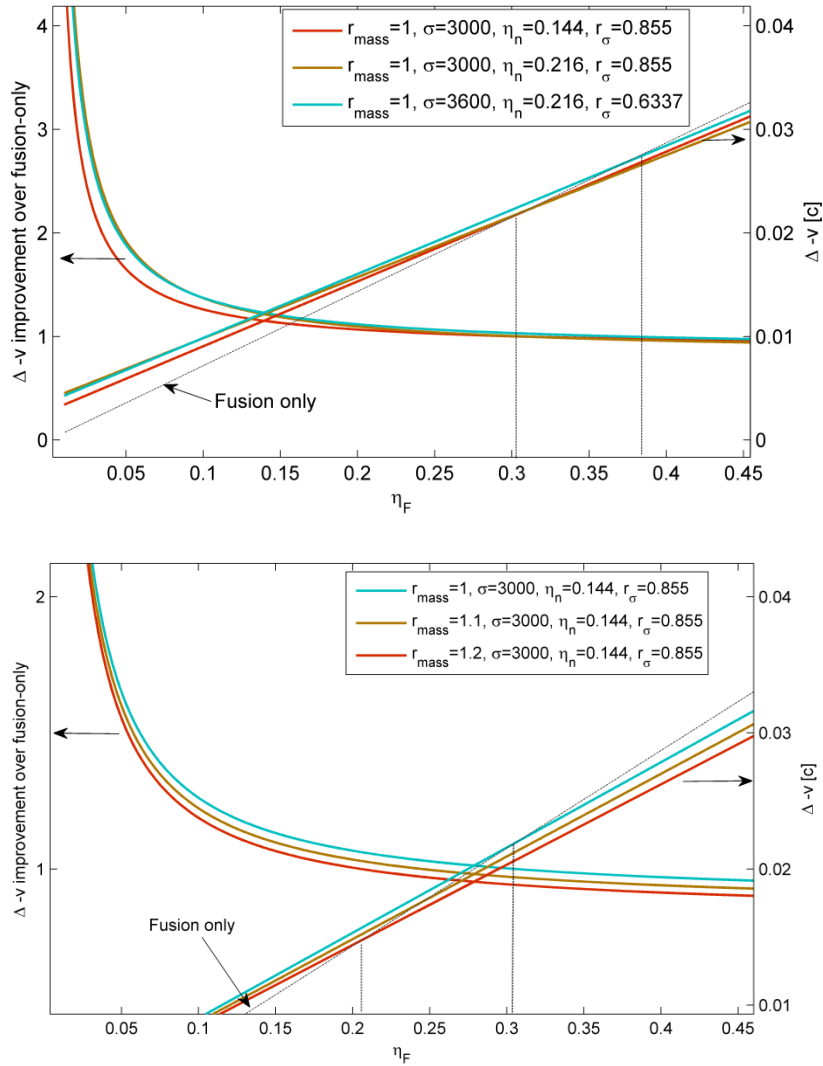 r_mass=1, σ=3000, η_n=0.144, r_σ=0.855
r_mass=1, σ=3000, η_n=0.216, r_σ=0.855
r_mass=1, σ=3600, η_n=0.216, r_σ=0.6337
Δ -v improvement over fusion-only
4
3
2
1
0
Fusion only
0.04
0.03
0.02
0.01
0
Δ -v [c]
0.05 0.1 0.15 0.2 0.25 0.3 0.35 0.4 0.45
η_F
r_mass=1, σ=3000, η_n=0.144, r_σ=0.855
r_mass=1.1, σ=3000, η_n=0.144, r_σ=0.855
r_mass=1.2, σ=3000, η_n=0.144, r_σ=0.855
Δ -v improvement over fusion-only
2
1
Fusion only
0.04
0.03
0.02
0.01
Δ -v [c]
0.05 0.1 0.15 0.2 0.25 0.3 0.35 0.4 0.45
η_F